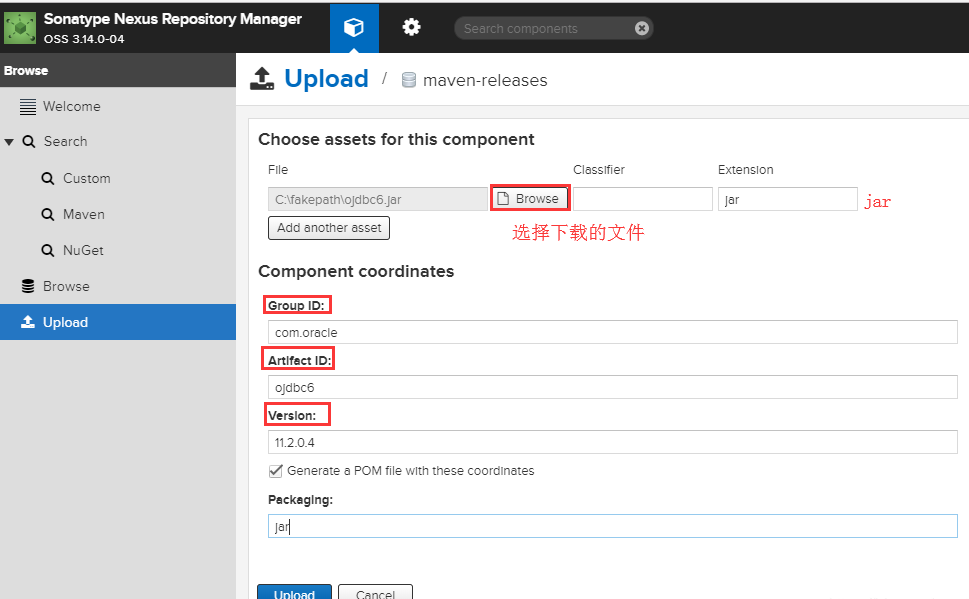 Sonatype Nexus Repository Manager
OSS 3.14.0-04
Search components
Browse
Welcome
Search
Custom
Maven
NuGet
Browse
Upload
Upload / maven-releases
Choose assets for this component
File Classifier Extension
C:\fakepath\ojdbc6.jar Browse jar jar
Add another asset 选择下载的文件
Component coordinates
Group ID:
com.oracle
Artifact ID:
ojdbc6
Version:
11.2.0.4
Generate a POM file with these coordinates
Packaging:
jar
Upload Cancel